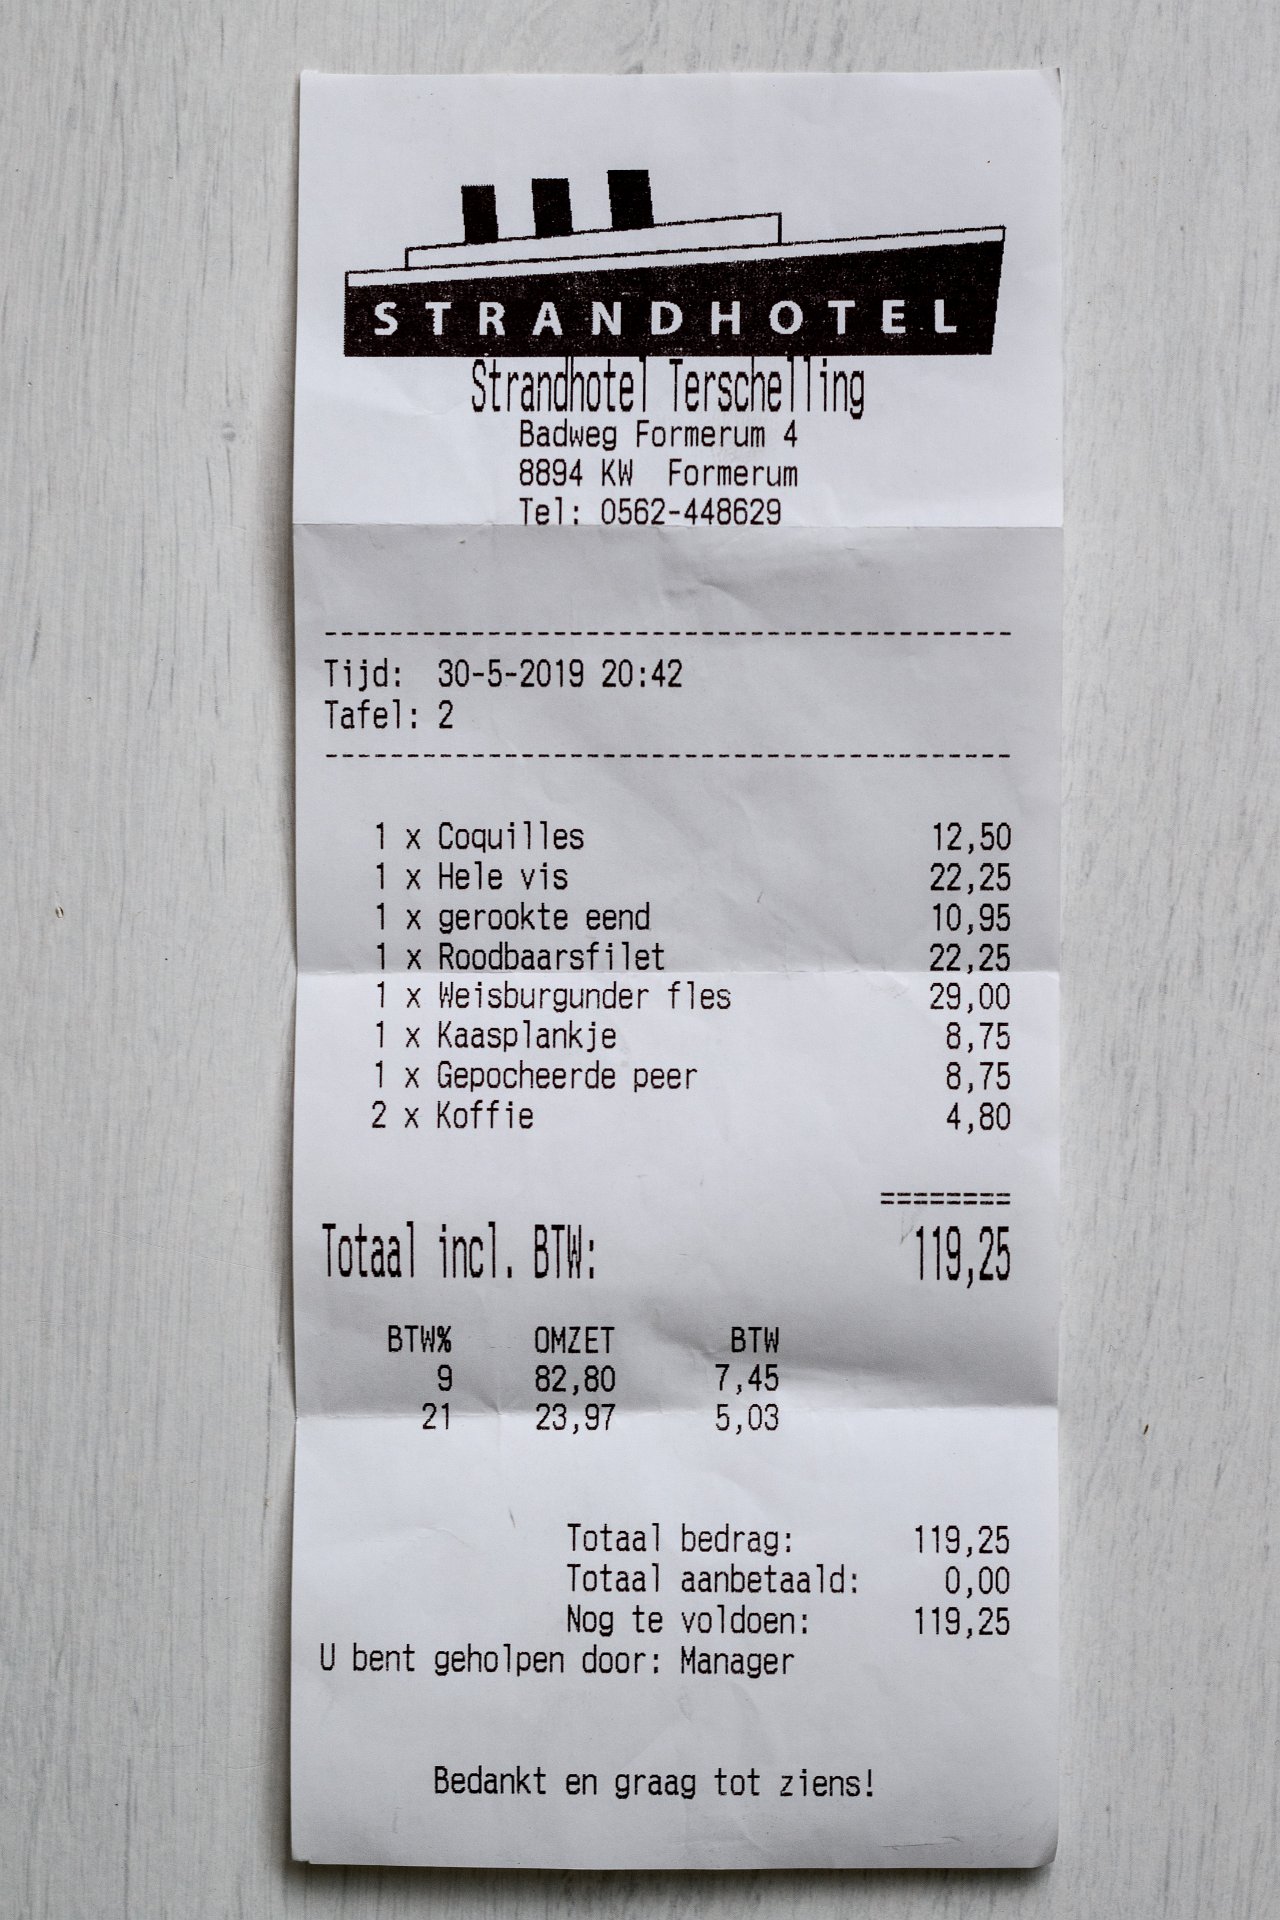 STRANDHOTEL
Strandhotel Terschelling
Badweg Formerum 4
8894 KW  Formerum
Tel: 0562-448629
------------------------------------------
Tijd:  30-5-2019 20:42
Tafel: 2
------------------------------------------
1 x Coquilles 12,50
1 x Hele vis 22,25
1 x gerookte eend 10,95
1 x Roodbaarsfilet 22,25
1 x Weisburgunder fles 29,00
1 x Kaasplankje 8,75
1 x Gepocheerde peer 8,75
2 x Koffie 4,80
========
Totaal incl. BTW: 119,25
BTW% OMZET BTW
9 82,80 7,45
21 23,97 5,03
Totaal bedrag: 119,25
Totaal aanbetaald: 0,00
Nog te voldoen: 119,25
U bent geholpen door: Manager
Bedankt en graag tot ziens!